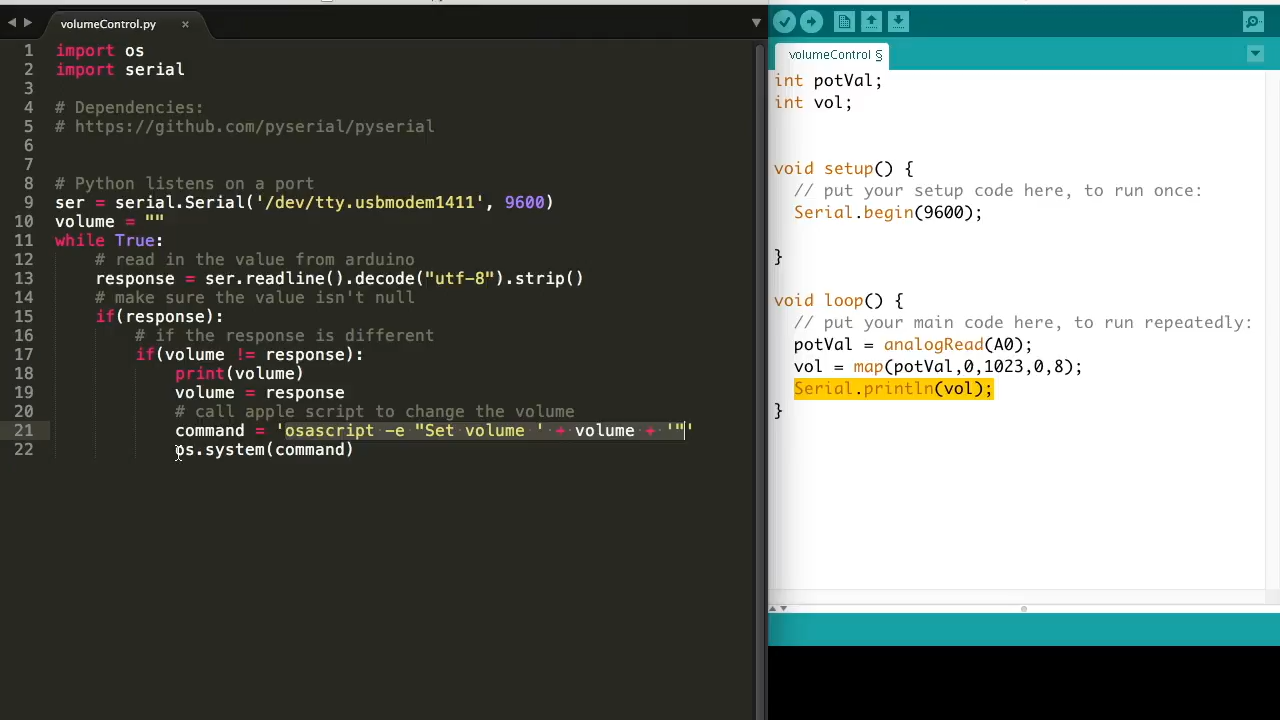 volumeControl.py
1 import os
2 import serial
3
4 # Dependencies:
5 # https://github.com/pyserial/pyserial
6
7
8 # Python listens on a port
9 ser = serial.Serial('/dev/tty.usbmodem1411', 9600)
10 volume = ""
11 while True:
12 # read in the value from arduino
13 response = ser.readline().decode("utf-8").strip()
14 # make sure the value isn't null
15 if(response):
16 # if the response is different
17 if(volume != response):
18 print(volume)
19 volume = response
20 # call apple script to change the volume
21 command = 'osascript -e "Set volume ' + volume + '"'
22 os.system(command)
volumeControl §
int potVal;
int vol;
void setup() {
// put your setup code here, to run once:
Serial.begin(9600);
}
void loop() {
// put your main code here, to run repeatedly:
potVal = analogRead(A0);
vol = map(potVal,0,1023,0,8);
Serial.println(vol);
}